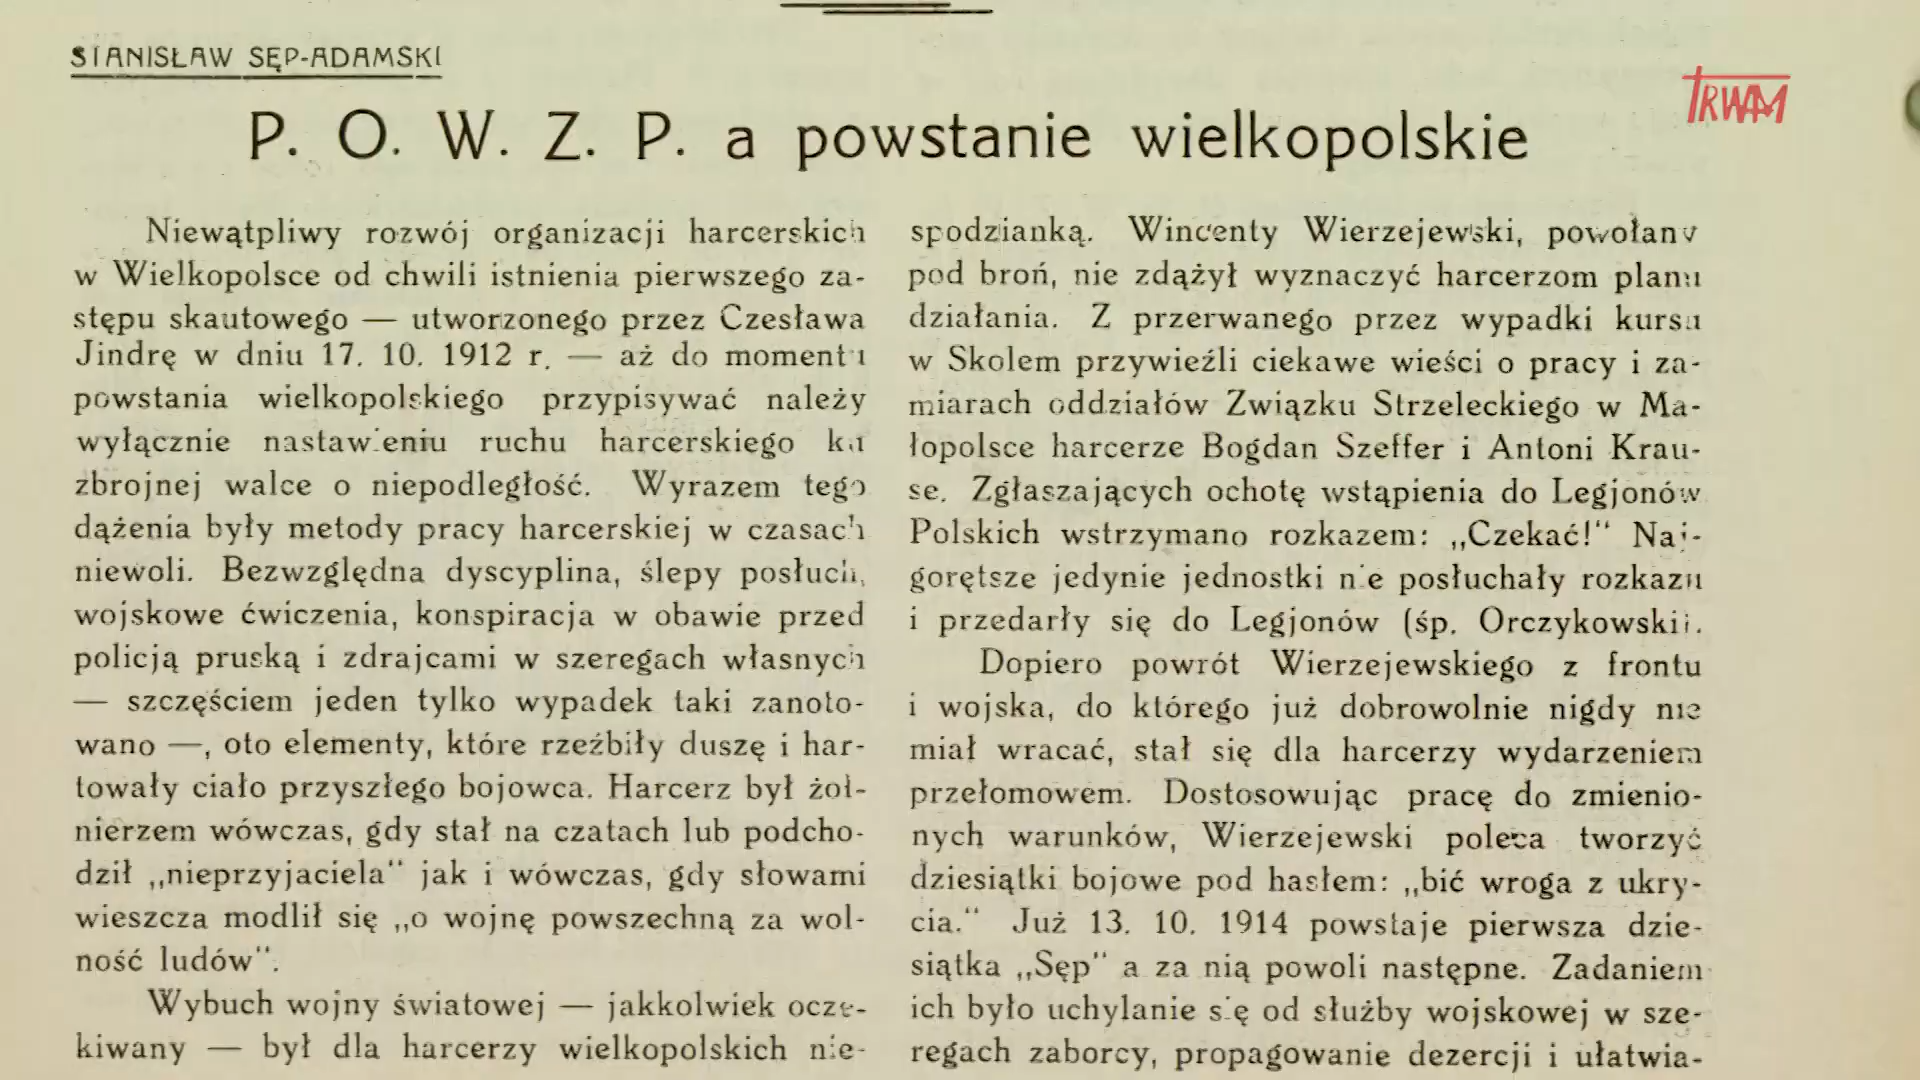 STANISŁAW SĘP-ADAMSKI
TRWAM
P. O. W. Z. P. a powstanie wielkopolskie
Niewątpliwy rozwój organizacji harcerskich
w Wielkopolsce od chwili istnienia pierwszego za-
stępu skautowego — utworzonego przez Czesława
Jindrę w dniu 17. 10. 1912 r. — aż do momentu
powstania wielkopolskiego przypisywać należy
wyłącznie nastawieniu ruchu harcerskiego ku
zbrojnej walce o niepodległość. Wyrazem tego
dążenia były metody pracy harcerskiej w czasach
niewoli. Bezwzględna dyscyplina, ślepy posłuch,
wojskowe ćwiczenia, konspiracja w obawie przed
policją pruską i zdrajcami w szeregach własnych
— szczęściem jeden tylko wypadek taki zanoto-
wano —, oto elementy, które rzeźbiły duszę i har-
towały ciało przyszłego bojowca. Harcerz był żoł-
nierzem wówczas, gdy stał na czatach lub podcho-
dził „nieprzyjaciela“ jak i wówczas, gdy słowami
wieszcza modlił się „o wojnę powszechną za wol-
ność ludów“.
Wybuch wojny światowej — jakkolwiek ocze-
kiwany — był dla harcerzy wielkopolskich nie-
spodzianką. Wincenty Wierzejewski, powołany
pod broń, nie zdążył wyznaczyć harcerzom planu
działania. Z przerwanego przez wypadki kursu
w Skolem przywieźli ciekawe wieści o pracy i za-
miarach oddziałów Związku Strzeleckiego w Ma-
łopolsce harcerze Bogdan Szeffer i Antoni Krau-
se. Zgłaszających ochotę wstąpienia do Legjonów
Polskich wstrzymano rozkazem: „Czekać!“ Naj-
gorętsze jedynie jednostki nie posłuchały rozkazu
i przedarły się do Legjonów (śp. Orczykowski).
Dopiero powrót Wierzejewskiego z frontu
i wojska, do którego już dobrowolnie nigdy nie
miał wracać, stał się dla harcerzy wydarzeniem
przełomowem. Dostosowując pracę do zmienio-
nych warunków, Wierzejewski poleca tworzyć
dziesiątki bojowe pod hasłem: „bić wroga z ukry-
cia.“ Już 13. 10. 1914 powstaje pierwsza dzie-
siątka „Sęp“ a za nią powoli następne. Zadaniem
ich było uchylanie się od służby wojskowej w sze-
regach zaborcy, propagowanie dezercji i ułatwia-